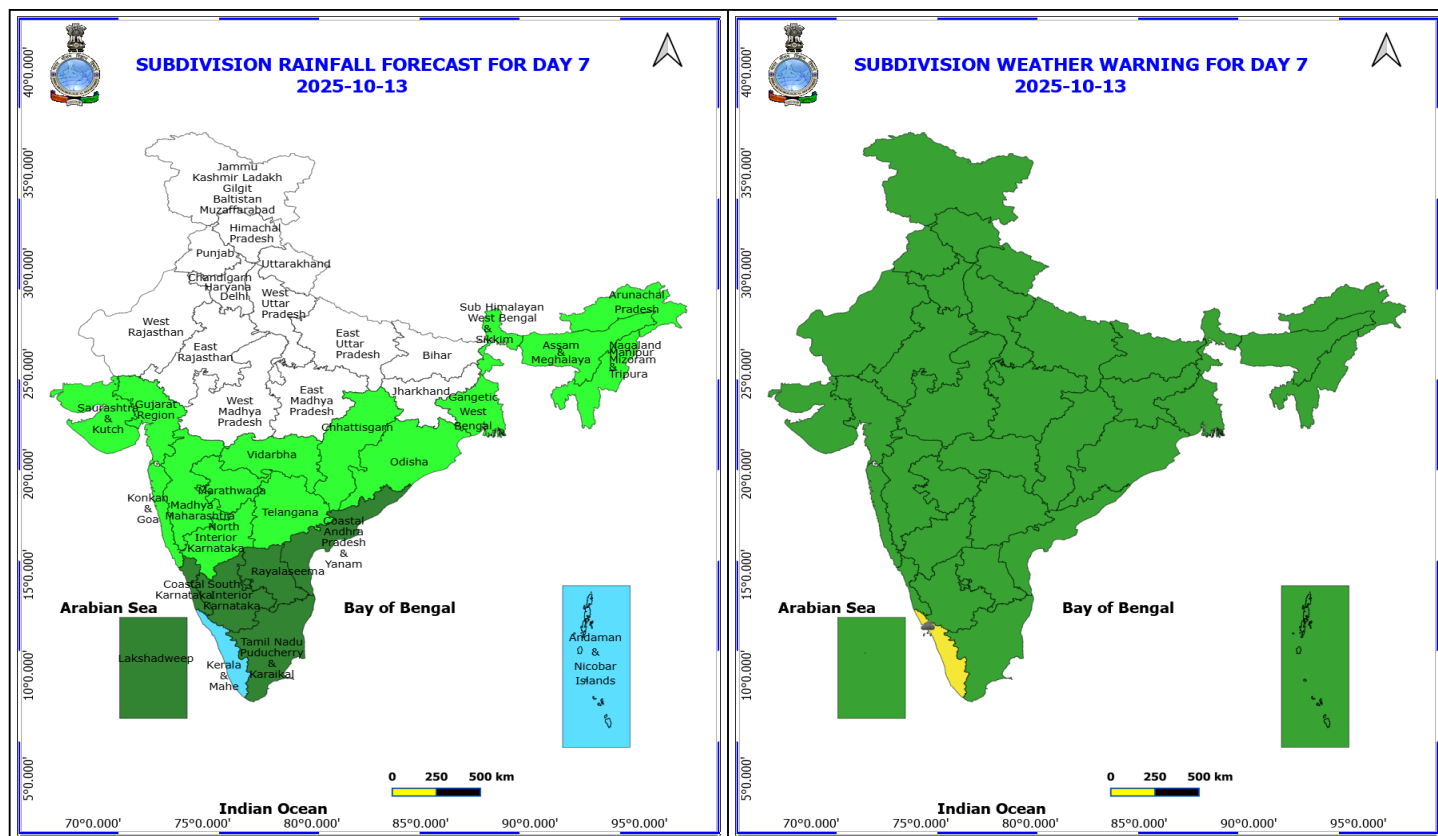 SUBDIVISION RAINFALL FORECAST FOR DAY 7
2025-10-13
40°0.000'
35°0.000'
30°0.000'
25°0.000'
20°0.000'
15°0.000'
10°0.000'
5°0.000'
Jammu
Kashmir Ladakh
Gilgit
Baltistan
Muzaffarabad
Himachal
Pradesh
Punjab
Uttarakhand
Chandigarh
Haryana
Delhi
West
Uttar
Pradesh
West
Rajasthan
East
Rajasthan
East
Uttar
Pradesh
Bihar
Sub Himalayan
West Bengal
&
Sikkim
Arunachal
Pradesh
Assam
&
Meghalaya
Nagaland
Manipur
Mizoram
&
Tripura
Jharkhand
Gangetic
West
Bengal
West
Madhya
Pradesh
East
Madhya
Pradesh
Gujarat
Region
Saurashtra
&
Kutch
Chhattisgarh
Vidarbha
Odisha
Konkan
&
Goa
Marathwada
Madhya
Maharashtra
North
Interior
Karnataka
Telangana
Coastal
Andhra
Pradesh
&
Yanam
Rayalaseema
Coastal
Karnataka
South
Interior
Karnataka
Arabian Sea
Bay of Bengal
Lakshadweep
Kerala
&
Mahe
Tamil Nadu
Puducherry
&
Karaikal
Andaman
&
Nicobar
Islands
0 250 500 km
Indian Ocean
70°0.000' 75°0.000' 80°0.000' 85°0.000' 90°0.000' 95°0.000'
SUBDIVISION WEATHER WARNING FOR DAY 7
2025-10-13
40°0.000'
35°0.000'
30°0.000'
25°0.000'
20°0.000'
15°0.000'
10°0.000'
5°0.000'
Arabian Sea
Bay of Bengal
0 250 500 km
Indian Ocean
70°0.000' 75°0.000' 80°0.000' 85°0.000' 90°0.000' 95°0.000'